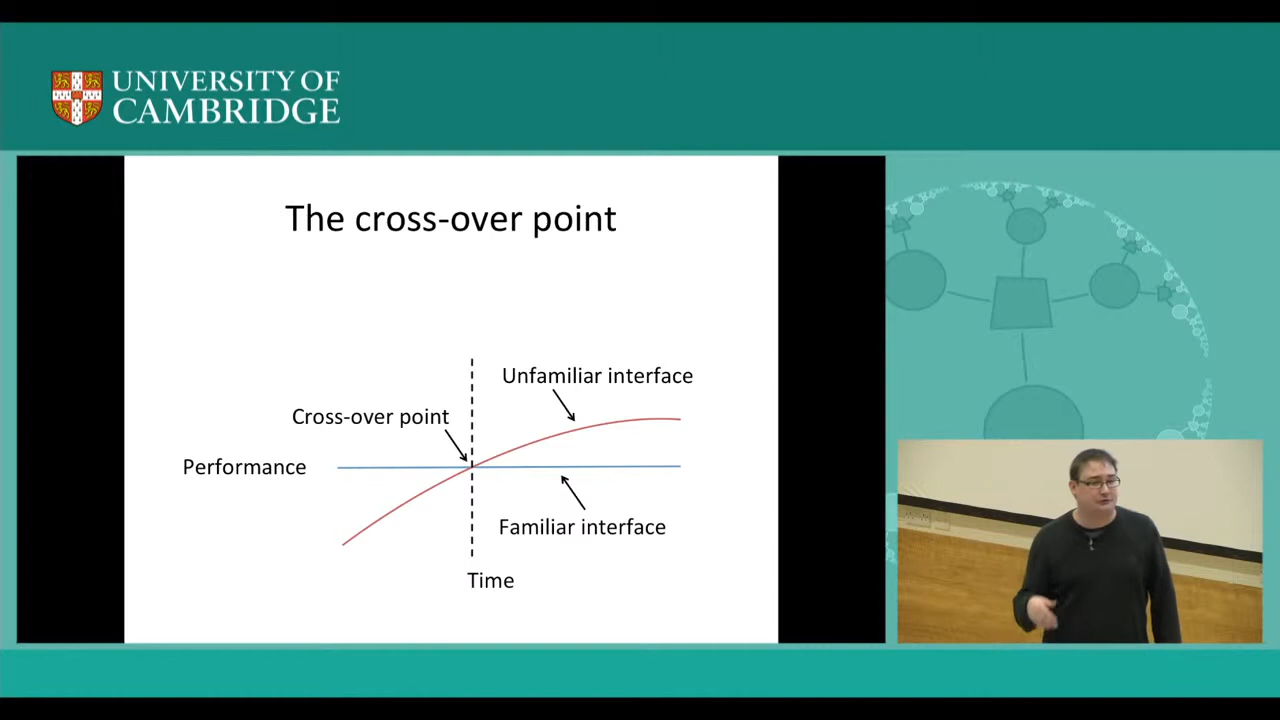 UNIVERSITY OF
CAMBRIDGE
The cross-over point
Unfamiliar interface
Cross-over point
Performance
Familiar interface
Time